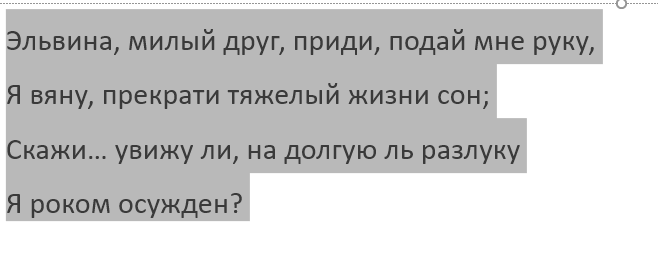 Эльвина, милый друг, приди, подай мне руку,
Я вяну, прекрати тяжелый жизни сон;
Скажи… увижу ли, на долгую ль разлуку
Я роком осужден?